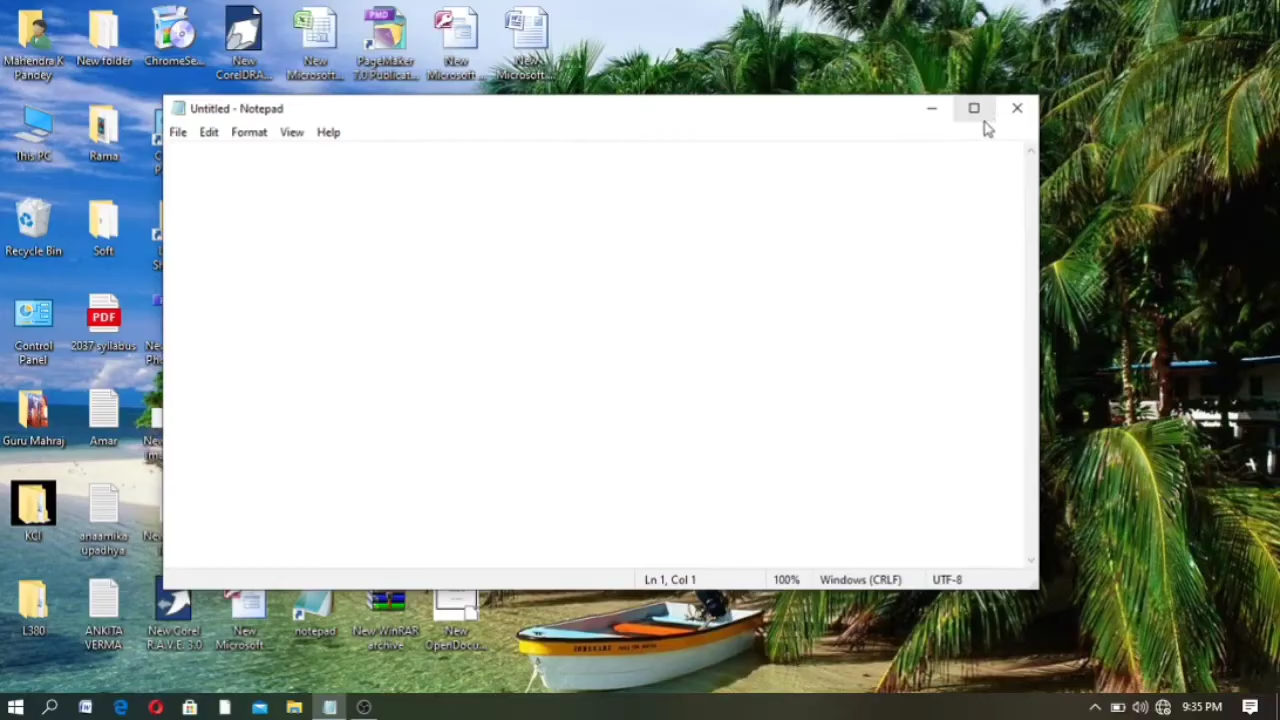 Mahendra K
Pandey
New folder
ChromeSe...
New
CorelDRA...
New
Microsoft...
PageMaker
7.0 Publicat...
New
Microsoft...
New
Microsoft...
PMD
Untitled - Notepad
File Edit Format View Help
This PC
Rama
Recycle Bin
Soft
Control
Panel
PDF
2037 syllabus
Guru Mahraj
Amar
KCI
anaamika
upadhya
L380
ANKITA
VERMA
New Corel
R.A.V.E. 3.0
New
Microsoft...
notepad
New WinRAR
archive
New
OpenDocu...
Ln 1, Col 1
100%
Windows (CRLF)
UTF-8
9:35 PM